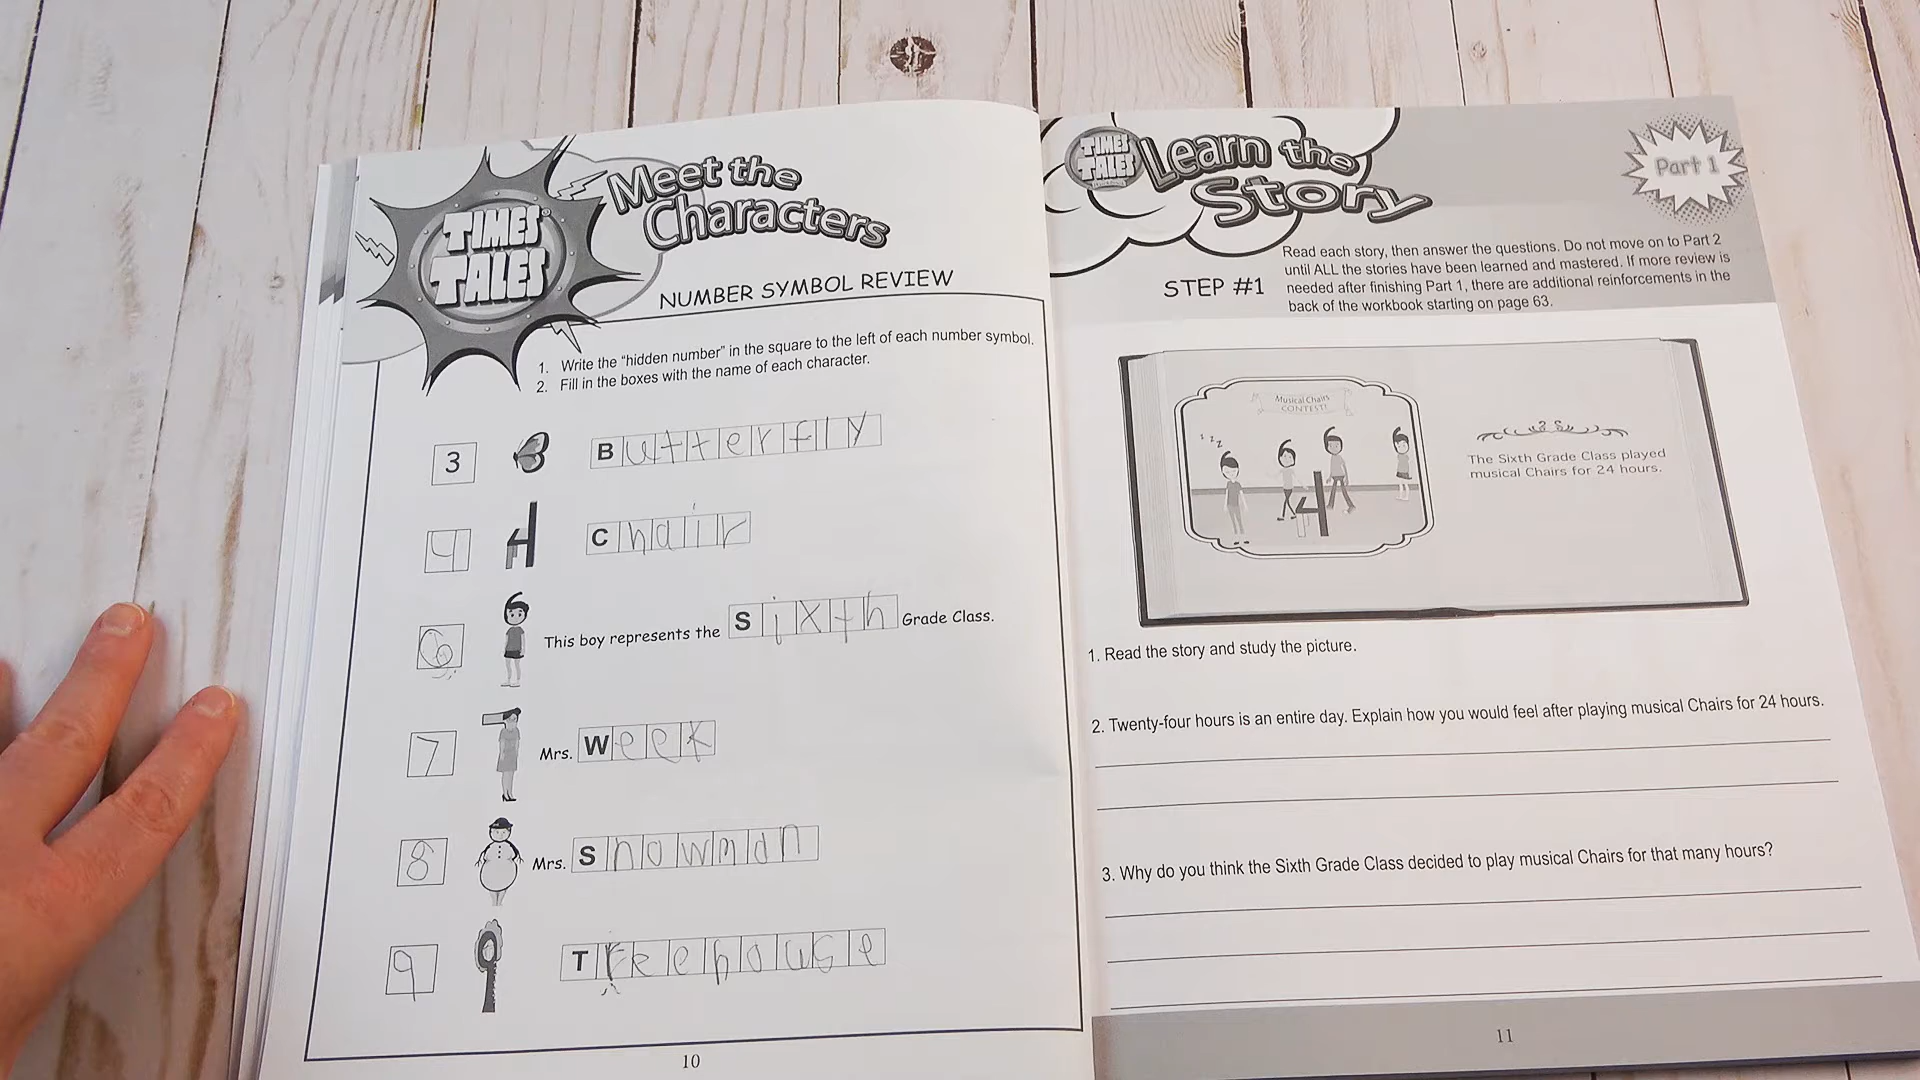 TIMES TALES
Meet the Characters
NUMBER SYMBOL REVIEW
1. Write the "hidden number" in the square to the left of each number symbol.
2. Fill in the boxes with the name of each character.
3 Butterfly
4 Chair
6 This boy represents the Sixth Grade Class.
7 Mrs. Week
8 Mrs. Snowman
9 Treehouse
10
TIMES TALES
Learn the Story
Part 1
STEP #1
Read each story, then answer the questions. Do not move on to Part 2
until ALL the stories have been learned and mastered. If more review is
needed after finishing Part 1, there are additional reinforcements in the
back of the workbook starting on page 63.
Musical Chairs
CONTEST!
zzz
4
The Sixth Grade Class played
musical Chairs for 24 hours.
1. Read the story and study the picture.
2. Twenty-four hours is an entire day. Explain how you would feel after playing musical Chairs for 24 hours.
3. Why do you think the Sixth Grade Class decided to play musical Chairs for that many hours?
11